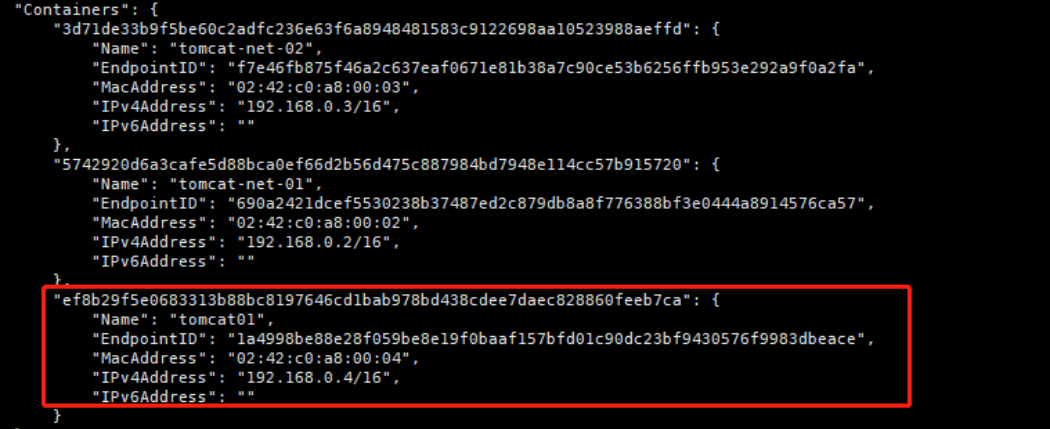 "Containers": {
"3d71de33b9f5be60c2adfc236e63f6a8948481583c9122698aa10523988aeffd": {
"Name": "tomcat-net-02",
"EndpointID": "f7e46fb875f46a2c637eaf0671e81b38a7c90ce53b6256ffb953e292a9f0a2fa",
"MacAddress": "02:42:c0:a8:00:03",
"IPv4Address": "192.168.0.3/16",
"IPv6Address": ""
},
"5742920d6a3cafe5d88bca0ef66d2b56d475c887984bd7948e114cc57b915720": {
"Name": "tomcat-net-01",
"EndpointID": "690a2421dcef5530238b37487ed2c879db8a8f776388bf3e0444a8914576ca57",
"MacAddress": "02:42:c0:a8:00:02",
"IPv4Address": "192.168.0.2/16",
"IPv6Address": ""
},
"ef8b29f5e0683313b88bc8197646cd1bab978bd438cdee7daec828860feeb7ca": {
"Name": "tomcat01",
"EndpointID": "1a4998be88e28f059be8e19f0baaf157bfd01c90dc23bf9430576f9983dbeace",
"MacAddress": "02:42:c0:a8:00:04",
"IPv4Address": "192.168.0.4/16",
"IPv6Address": ""
}